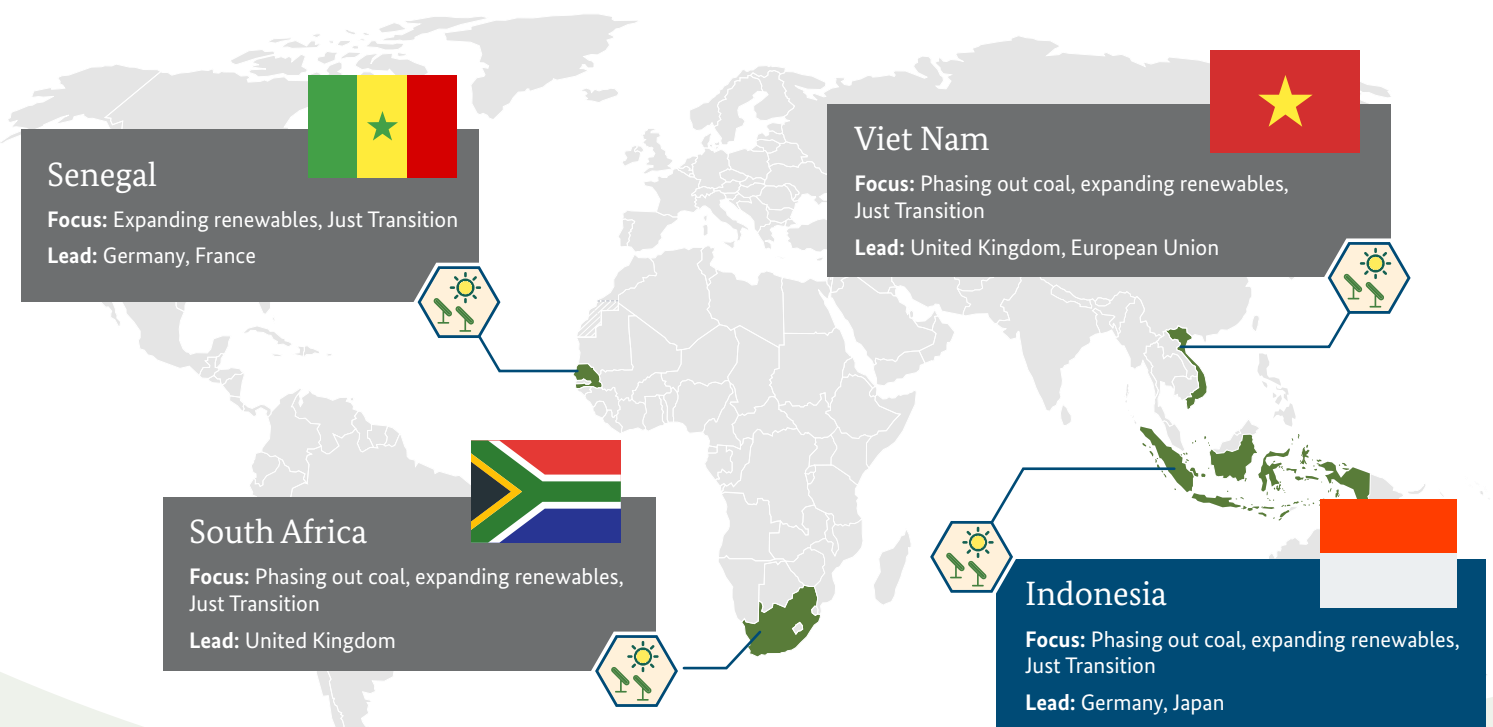 Senegal
Focus: Expanding renewables, Just Transition
Lead: Germany, France
Viet Nam
Focus: Phasing out coal, expanding renewables,
Just Transition
Lead: United Kingdom, European Union
South Africa
Focus: Phasing out coal, expanding renewables,
Just Transition
Lead: United Kingdom
Indonesia
Focus: Phasing out coal, expanding renewables,
Just Transition
Lead: Germany, Japan